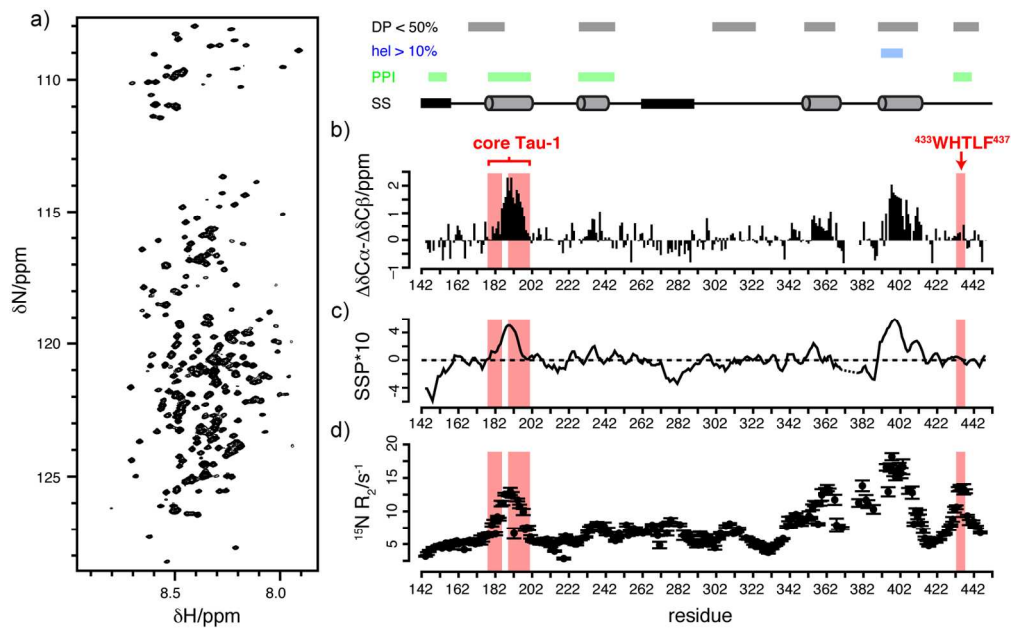 a)
δN/ppm
110
115
120
125
8.5
8.0
δH/ppm
DP < 50%
hel > 10%
PPI
SS
b)
core Tau-1
433WHTLF437
ΔδCα-ΔδCβ/ppm
2
1
0
−1
142 162 182 202 222 242 262 282 302 322 342 362 382 402 422 442
c)
SSP*10
4
0
-4
142 162 182 202 222 242 262 282 302 322 342 362 382 402 422 442
d)
15N R2/s-1
20
15
10
5
142 162 182 202 222 242 262 282 302 322 342 362 382 402 422 442
residue